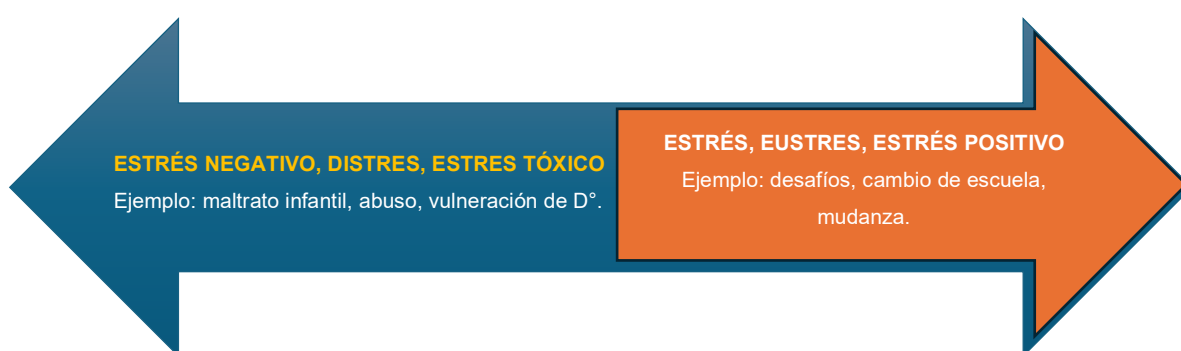 ESTRÉS NEGATIVO, DISTRES, ESTRES TÓXICO
Ejemplo: maltrato infantil, abuso, vulneración de D°.
ESTRÉS, EUSTRES, ESTRÉS POSITIVO
Ejemplo: desafíos, cambio de escuela,
mudanza.